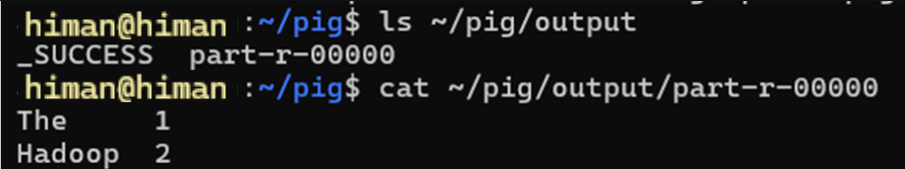 himan@himan :~/pig$ ls ~/pig/output
_SUCCESS  part-r-00000
himan@himan :~/pig$ cat ~/pig/output/part-r-00000
The     1
Hadoop  2